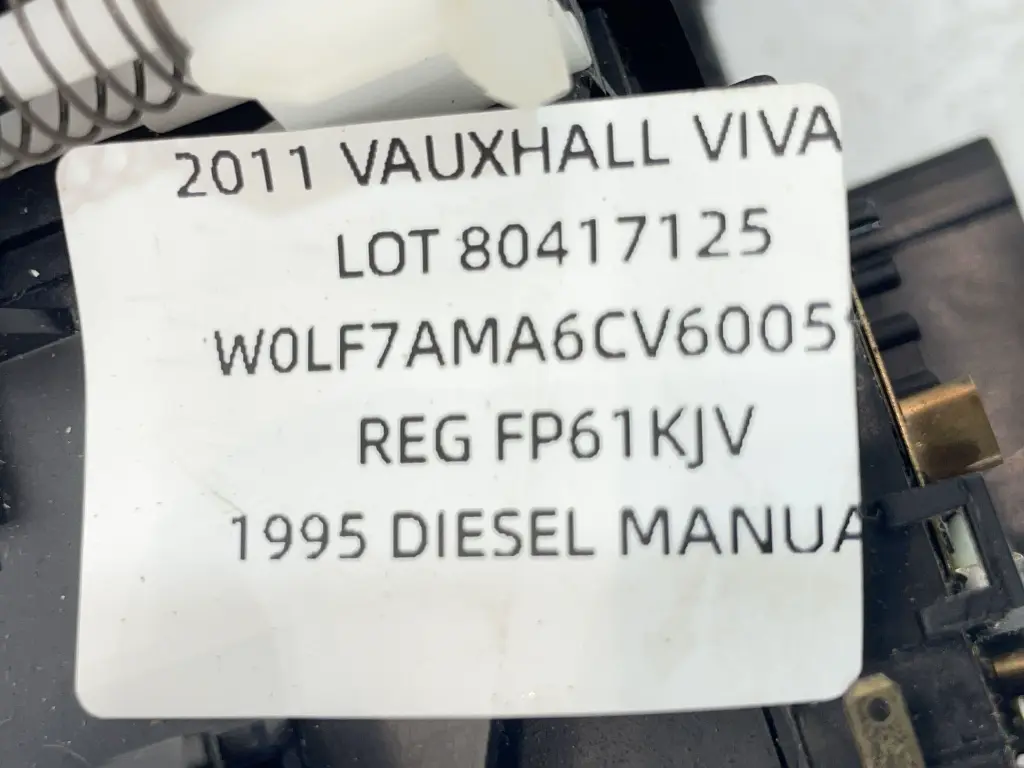 2011 VAUXHALL VIVA
LOT 80417125
W0LF7AMA6CV6005
REG FP61KJV
1995 DIESEL MANUA